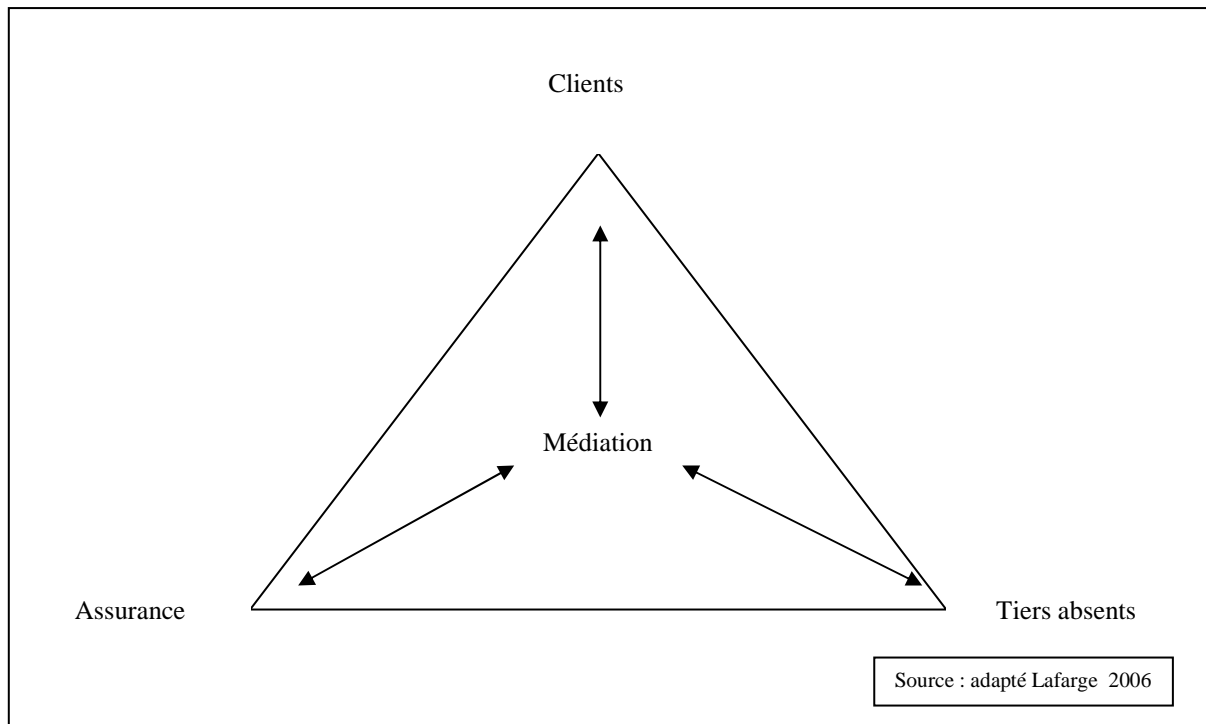 Clients
Médiation
Assurance
Tiers absents
Source : adapté Lafarge 2006